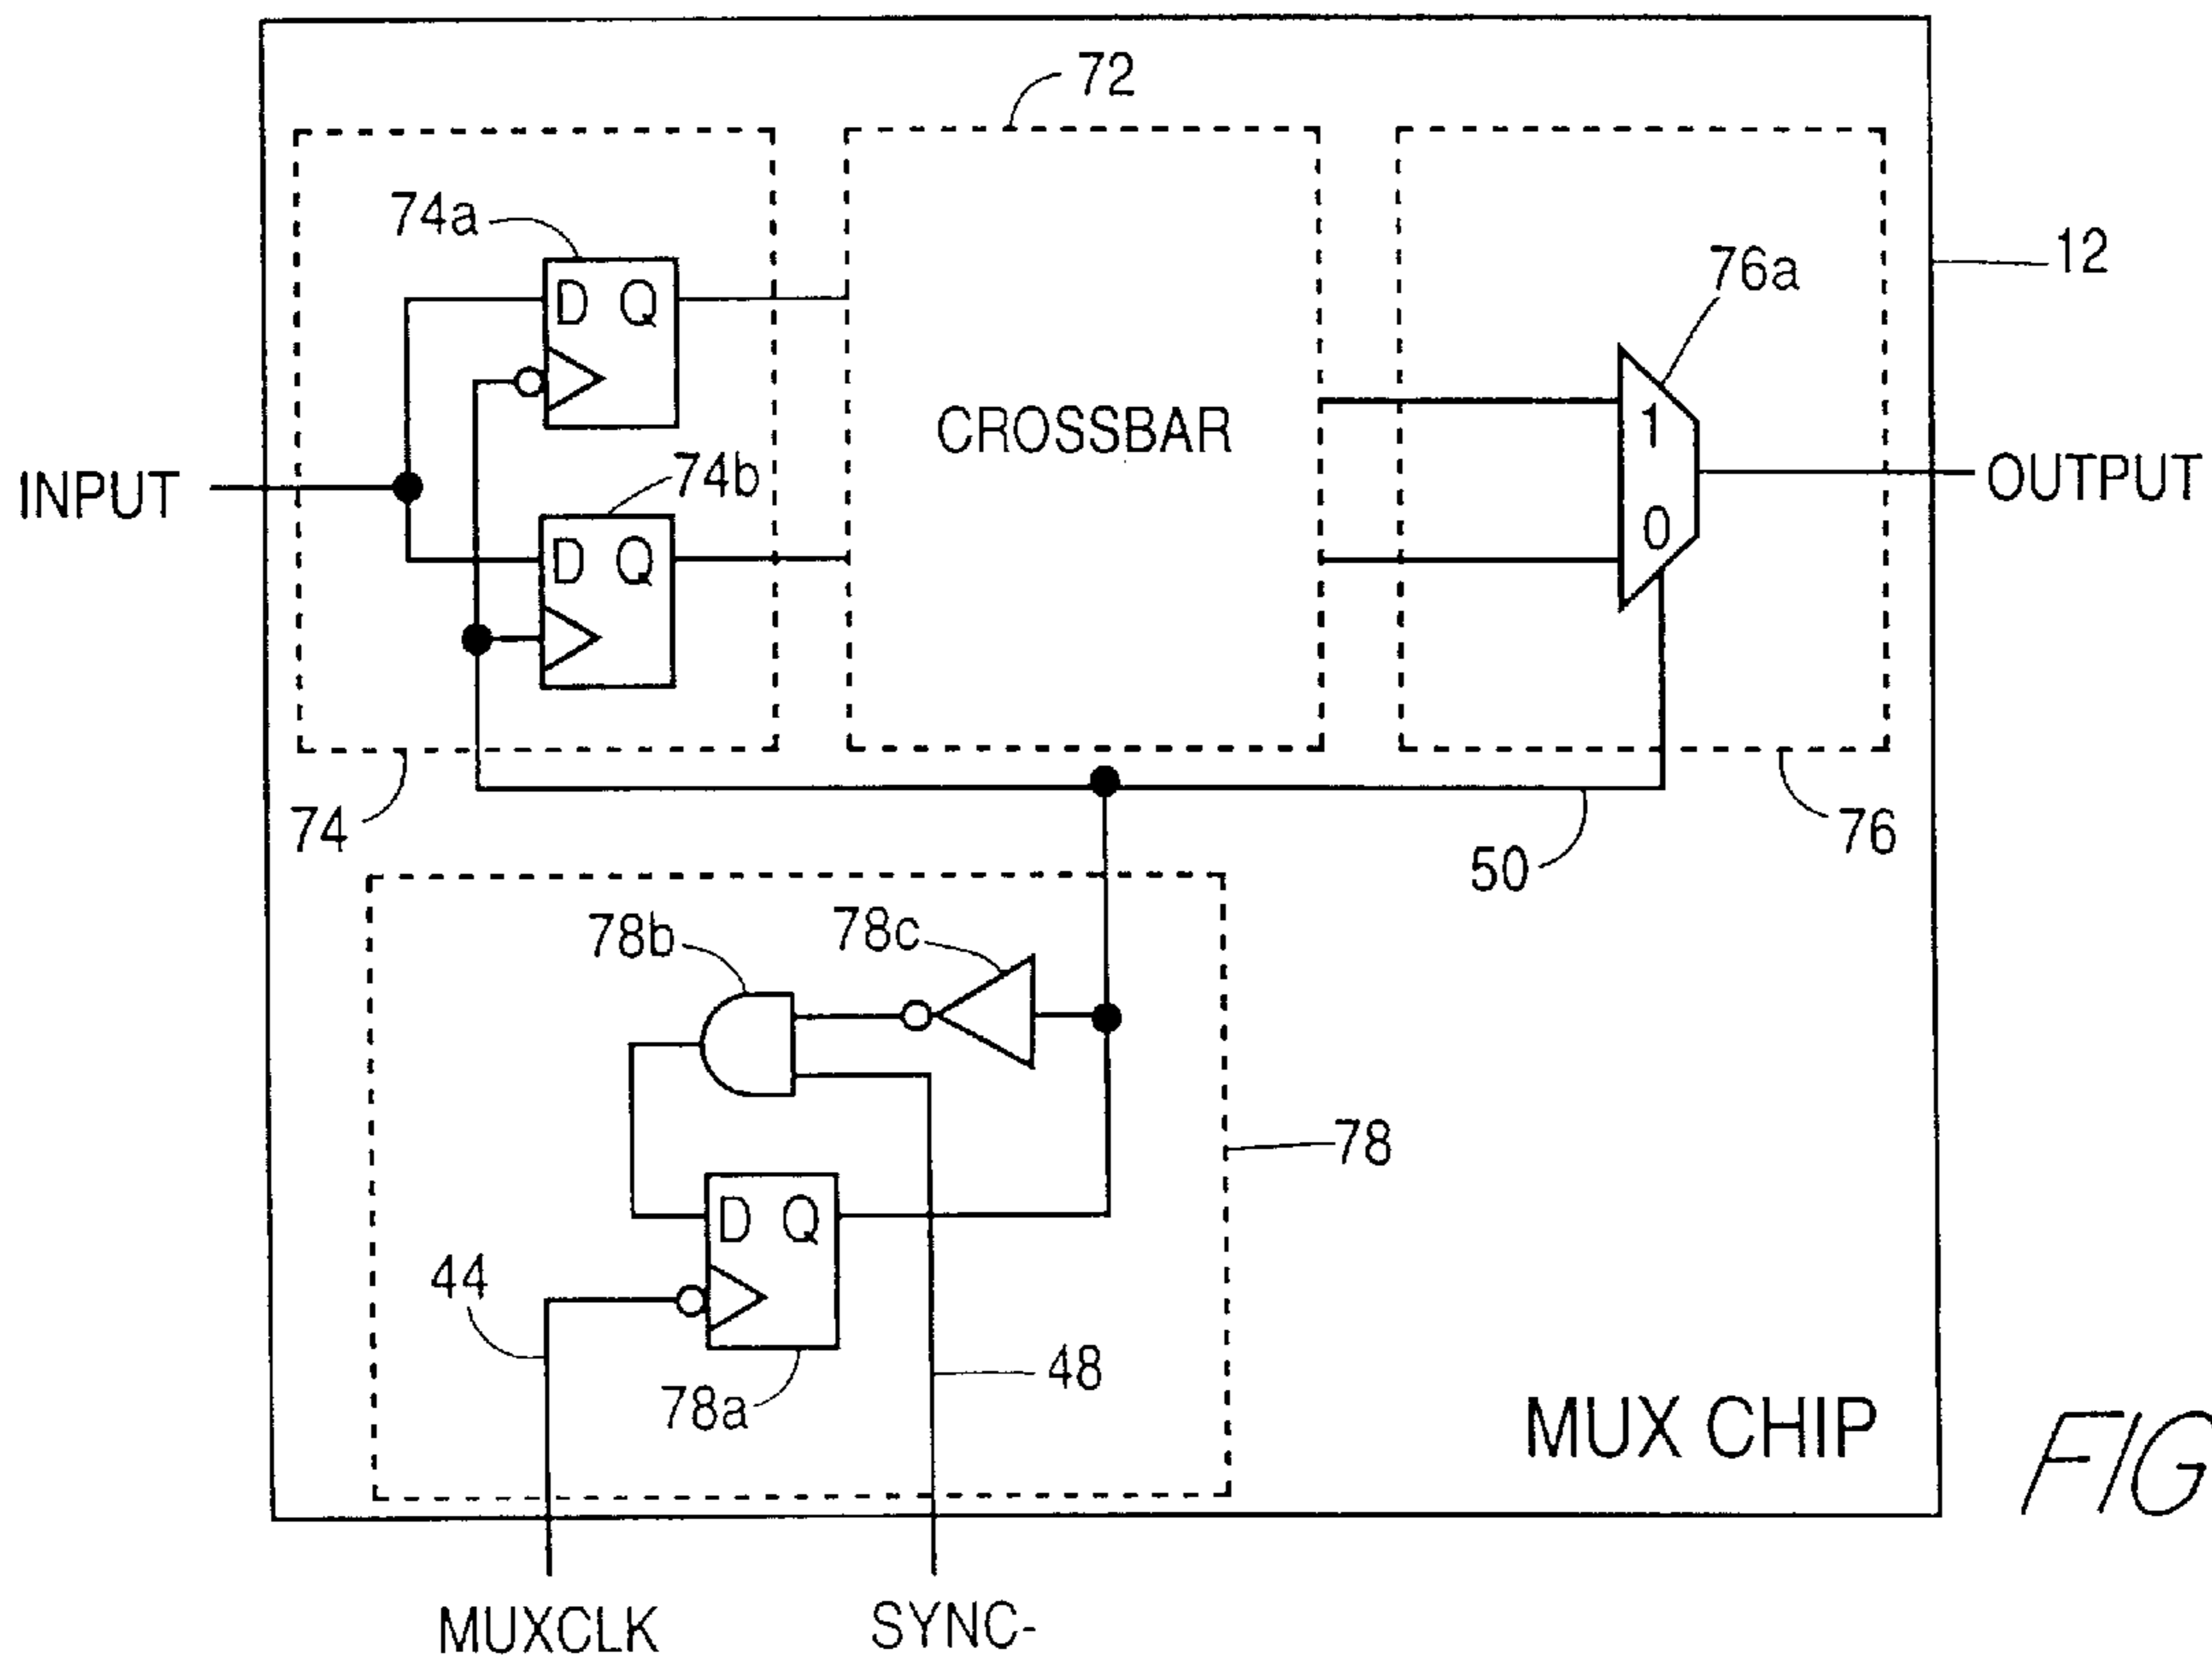 72
74a
D Q
76a
12
1
CROSSBAR
74b
INPUT
OUTPUT
0
D Q
74
76
50
78b
78c
78
D Q
44
48
78a
MUX CHIP
FIG
MUXCLK
SYNC-